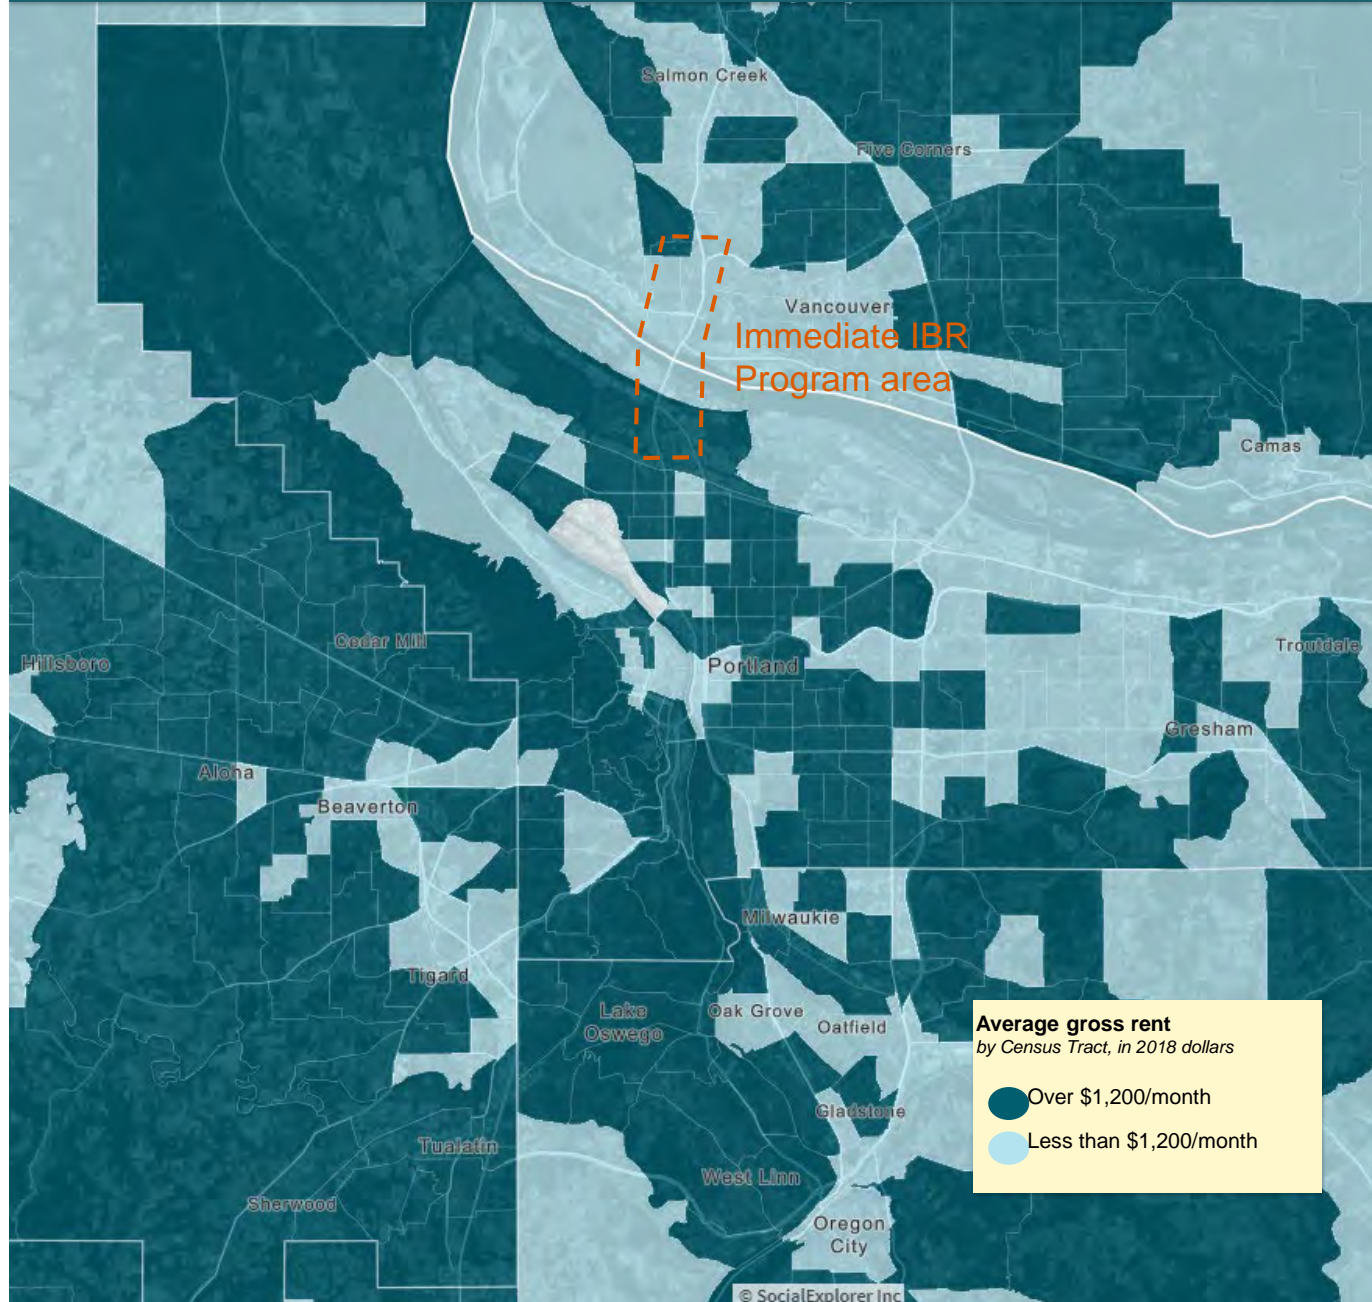 Salmon Creek
Five Corners
Vancouver
Immediate IBR
Program area
Camas
Cedar Mill
Hillsboro
Portland
Troutdale
Gresham
Aloha
Beaverton
Milwaukie
Tigard
Lake
Oswego
Oak Grove
Oatfield
Average gross rent
by Census Tract, in 2018 dollars
Over $1,200/month
Less than $1,200/month
Gladstone
Tualatin
West Linn
Sherwood
Oregon
City
© SocialExplorer Inc